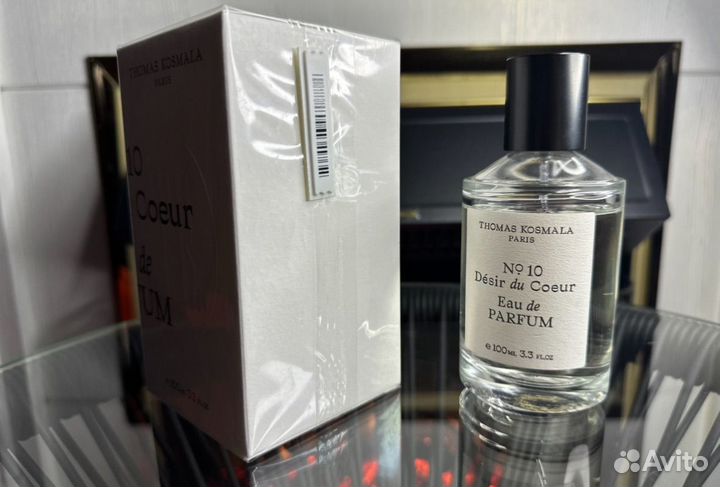 THOMAS KOSMALA
PARIS
10
Coeur
de
UM
THOMAS KOSMALA
PARIS
Nº 10
Désir du Coeur
Eau de
PARFUM
e 100ML 3.3 FL.OZ
Avito